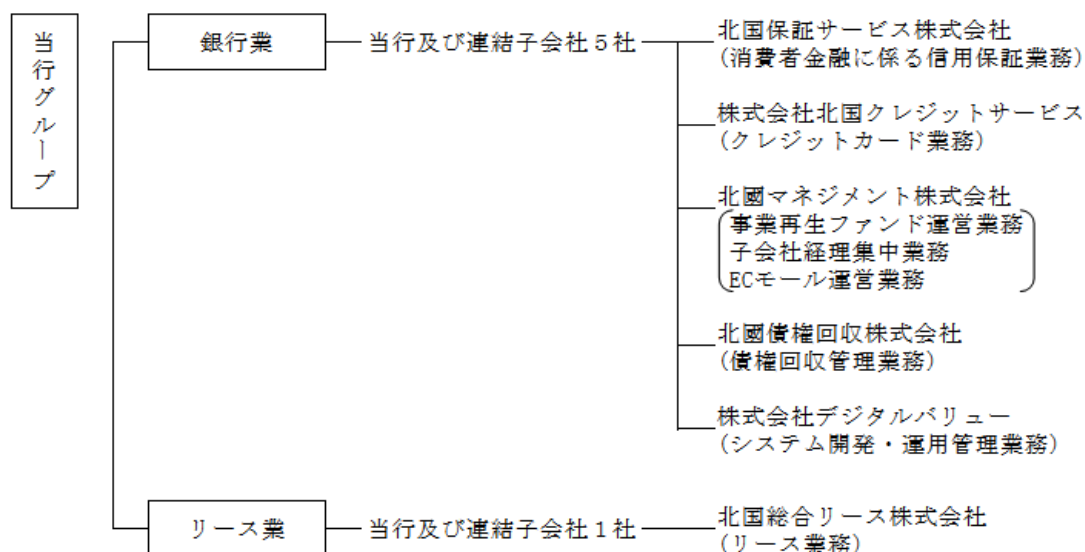 当行グループ
銀行業
当行及び連結子会社5社
北国保証サービス株式会社
(消費者金融に係る信用保証業務)
株式会社北国クレジットサービス
(クレジットカード業務)
北國マネジメント株式会社
事業再生ファンド運営業務
子会社経理集中業務
ECモール運営業務
北國債権回収株式会社
(債権回収管理業務)
株式会社デジタルバリュー
(システム開発・運用管理業務)
リース業
当行及び連結子会社1社
北国総合リース株式会社
(リース業務)